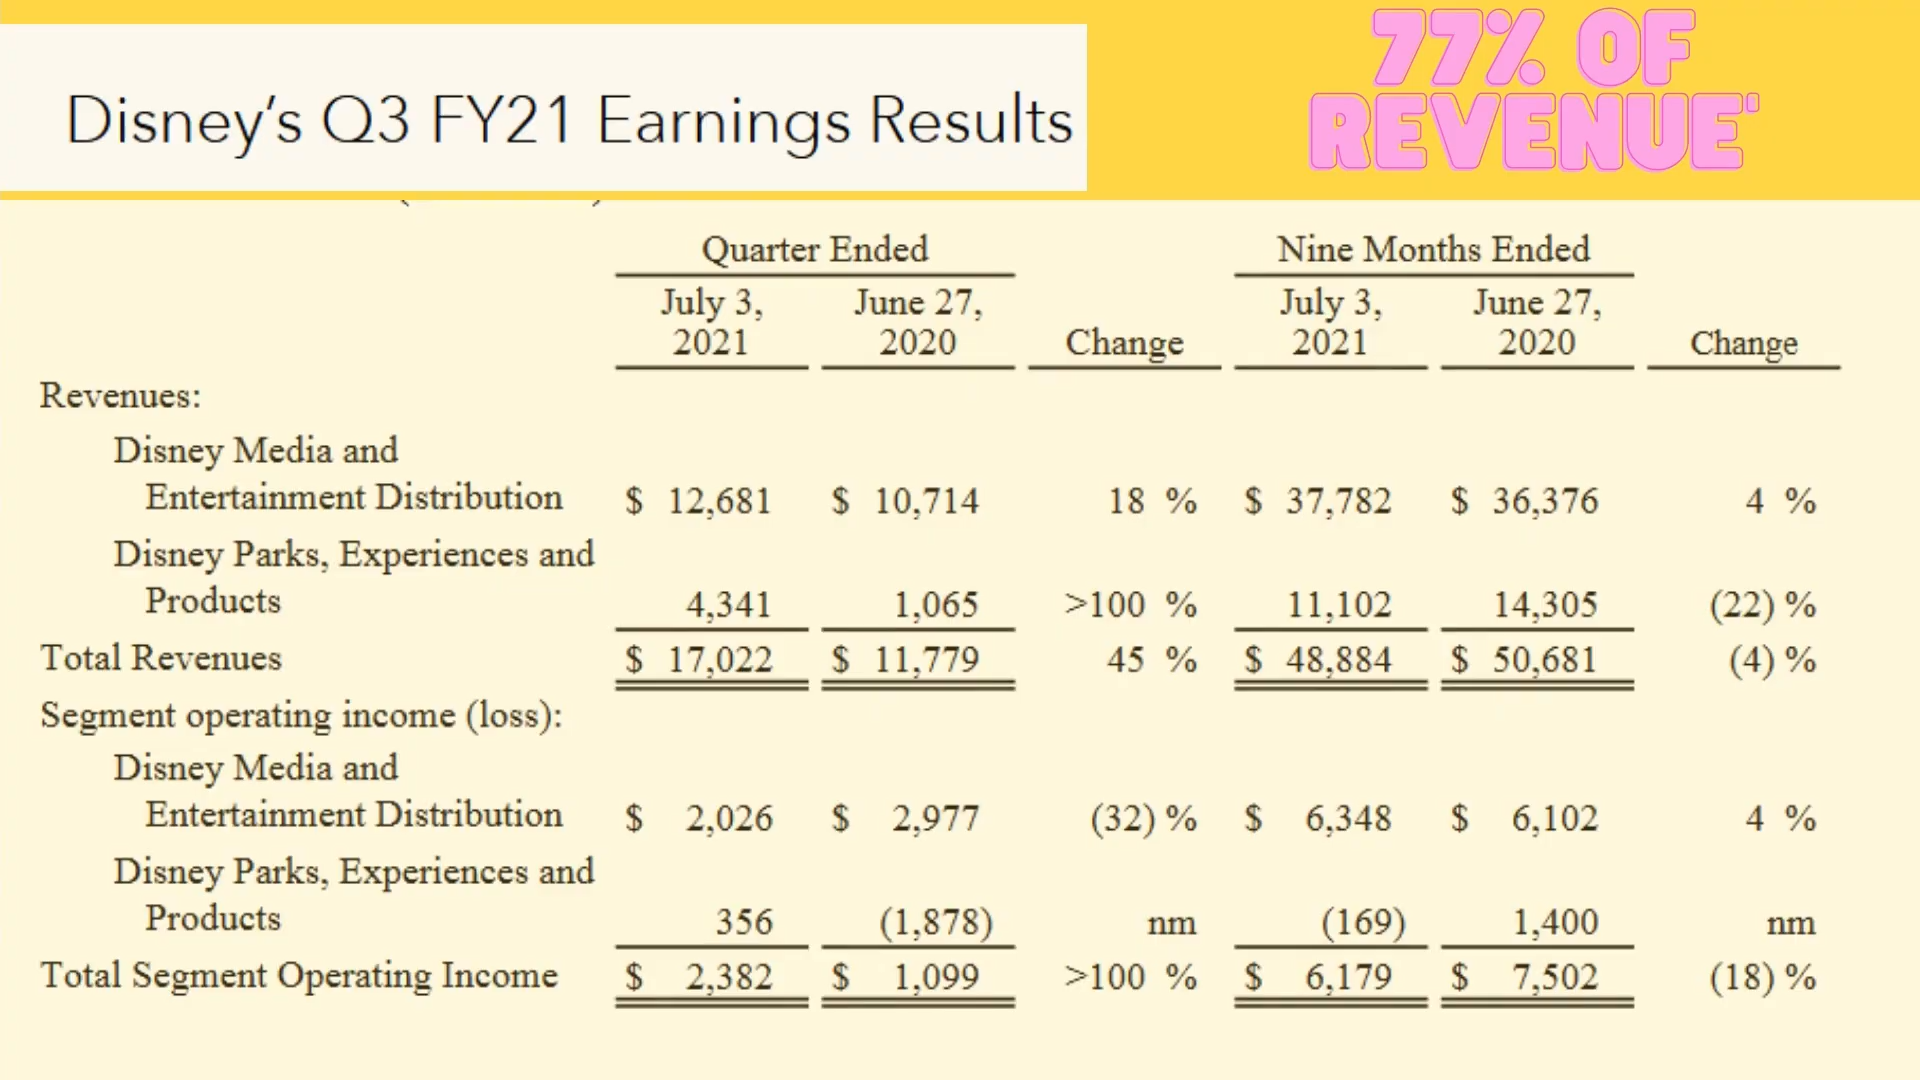 77% OF
REVENUE'
Disney's Q3 FY21 Earnings Results
Quarter Ended Nine Months Ended
July 3, June 27, July 3, June 27,
2021 2020 Change 2021 2020 Change
Revenues:
Disney Media and
Entertainment Distribution $ 12,681 $ 10,714 18 % $ 37,782 $ 36,376 4 %
Disney Parks, Experiences and
Products 4,341 1,065 >100 % 11,102 14,305 (22) %
Total Revenues $ 17,022 $ 11,779 45 % $ 48,884 $ 50,681 (4) %
Segment operating income (loss):
Disney Media and
Entertainment Distribution $ 2,026 $ 2,977 (32) % $ 6,348 $ 6,102 4 %
Disney Parks, Experiences and
Products 356 (1,878) nm (169) 1,400 nm
Total Segment Operating Income $ 2,382 $ 1,099 >100 % $ 6,179 $ 7,502 (18) %